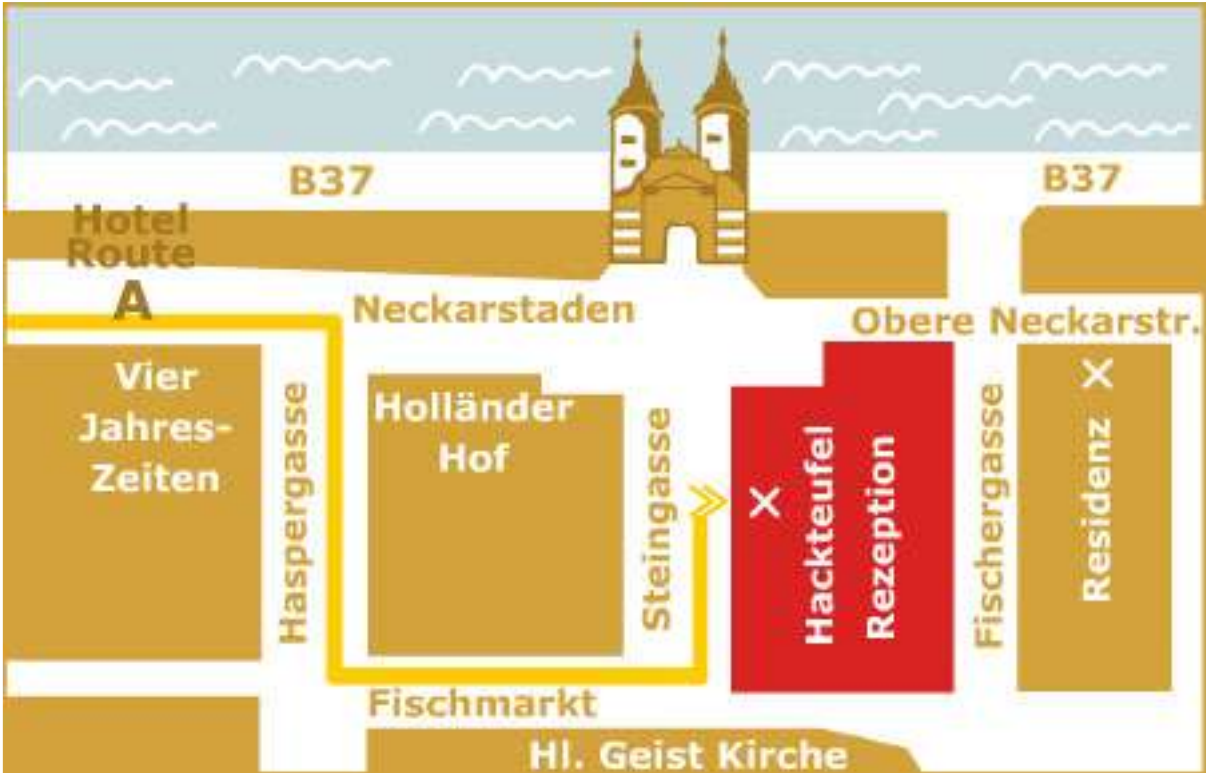 B37
B37
Hotel
Route
A
Neckarstaden
Obere Neckarstr.
Vier
Jahres-
Zeiten
Haspergasse
Holländer
Hof
Steingasse
Hackteufel
Rezeption
Fischergasse
Residenz
Fischmarkt
Hl. Geist Kirche